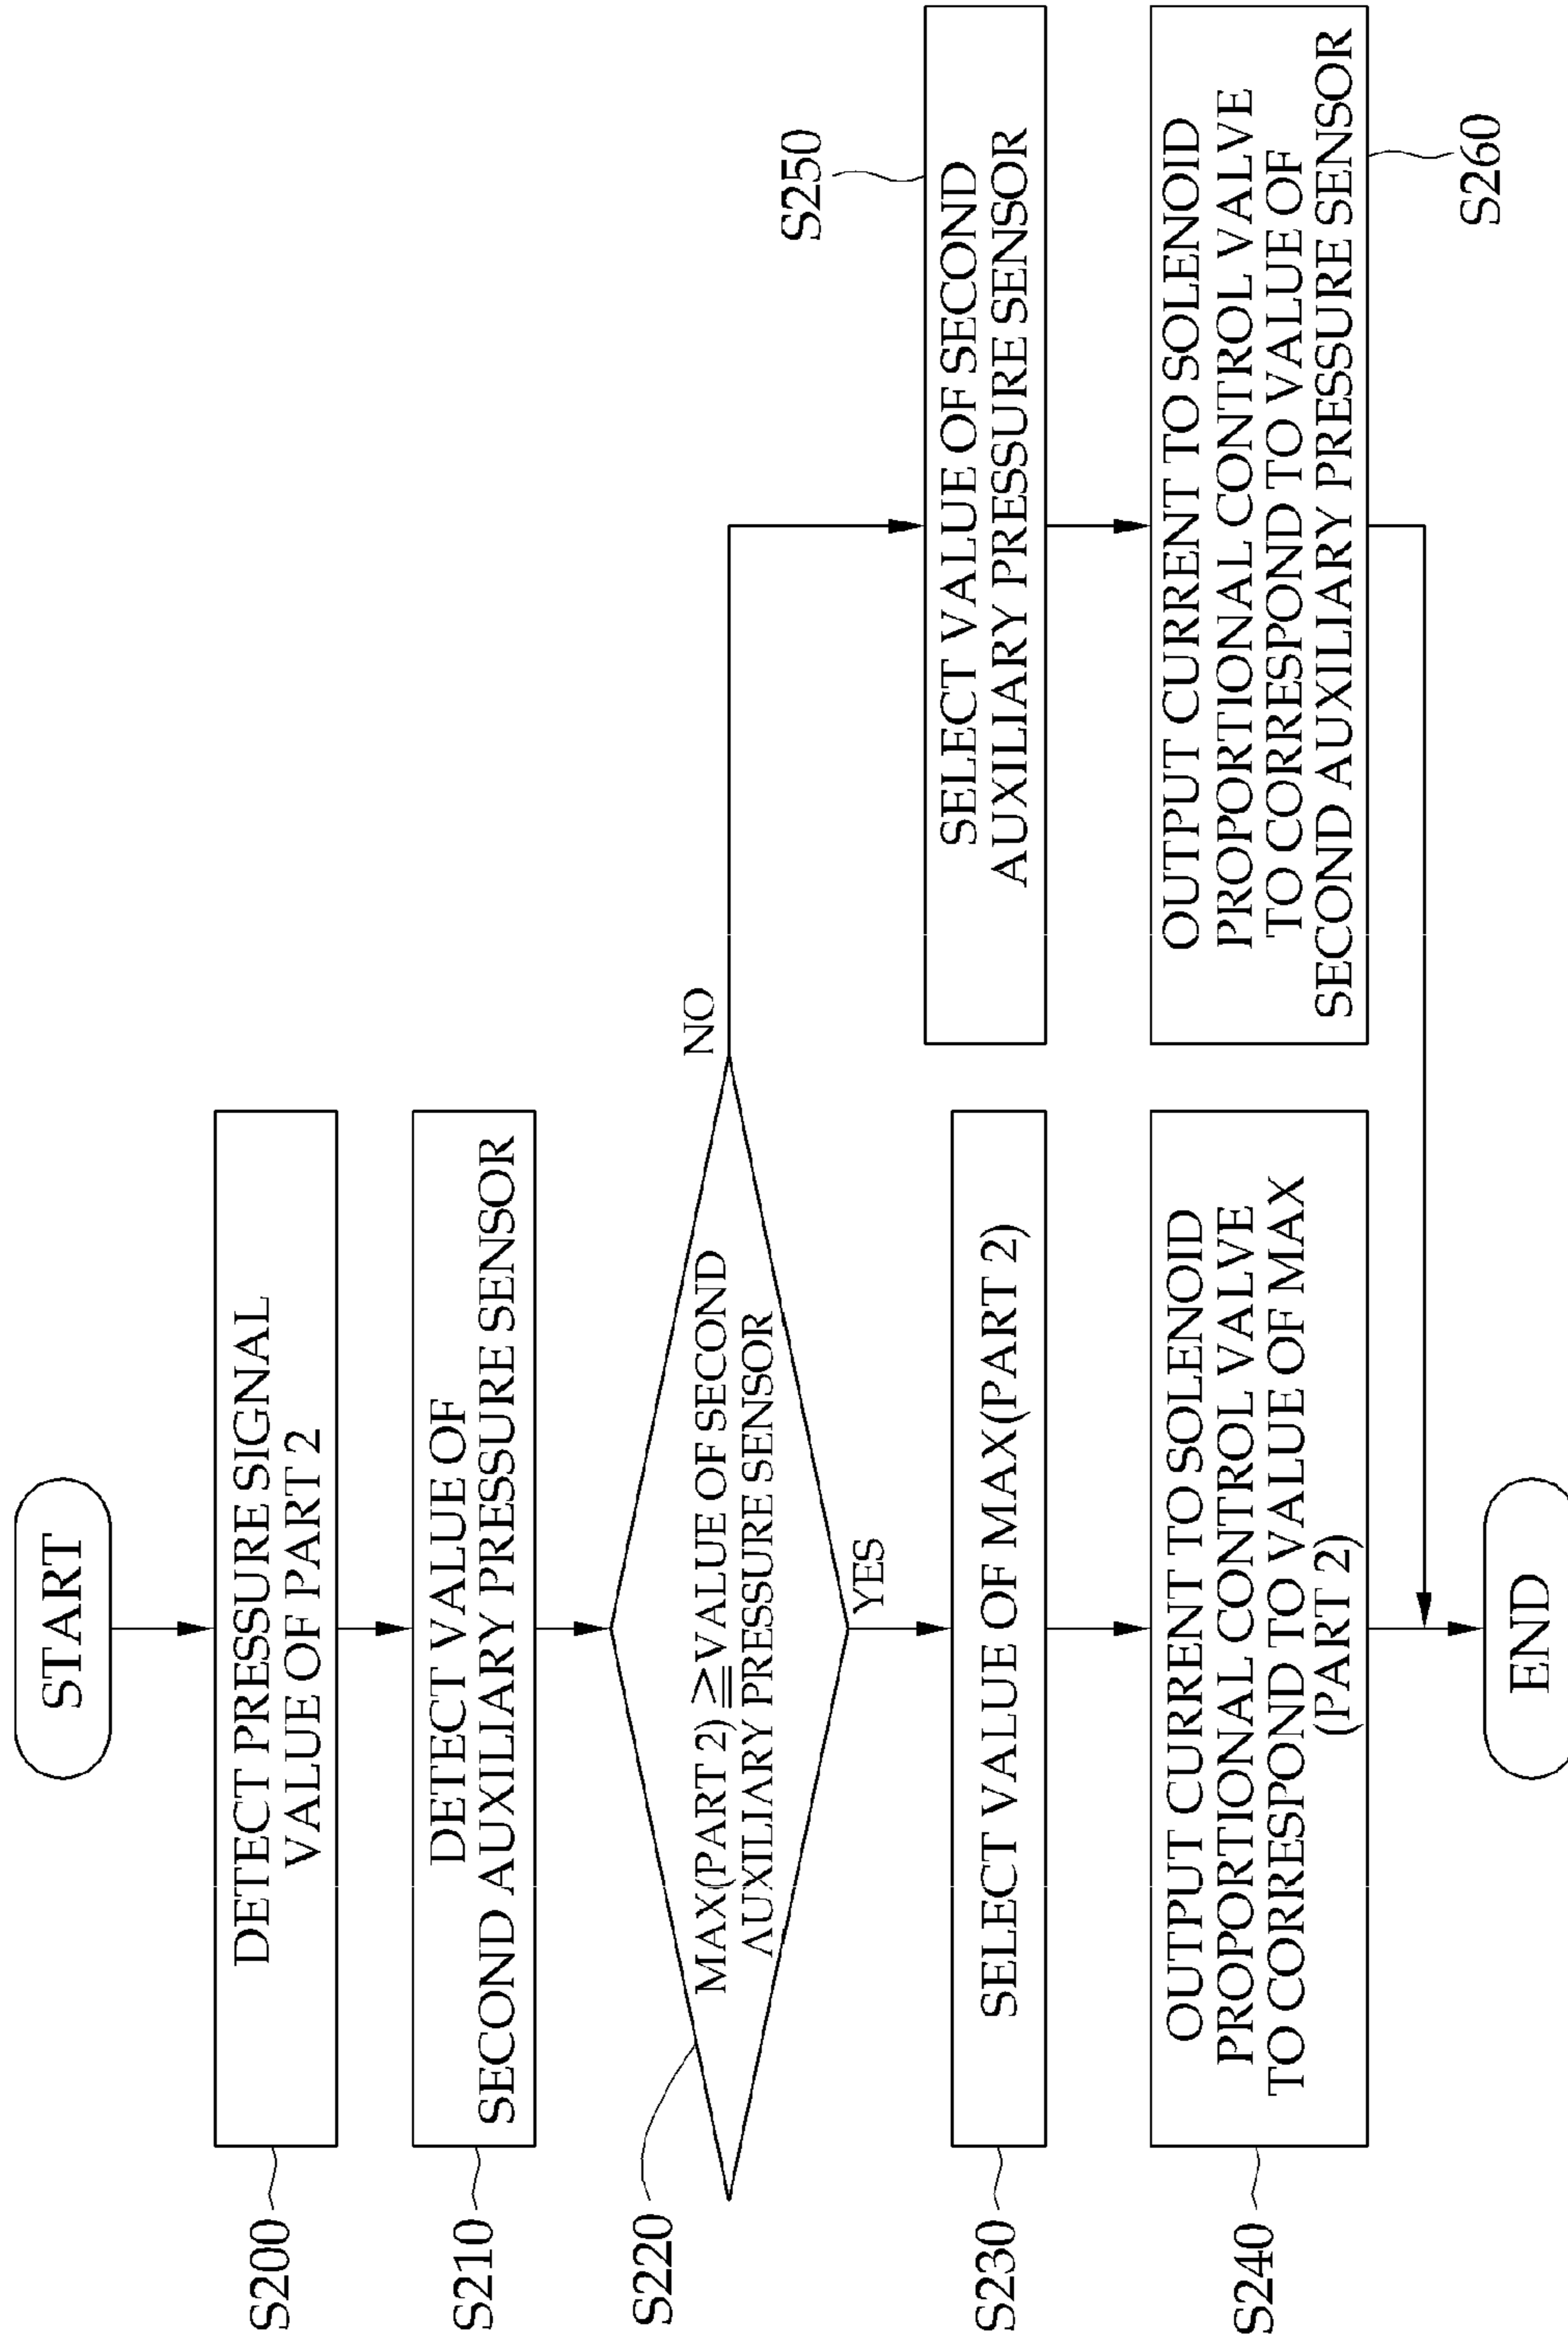 START
S200
DETECT PRESSURE SIGNAL
VALUE OF PART 2
S210
DETECT VALUE OF
SECOND AUXILIARY PRESSURE SENSOR
S220
MAX(PART 2) ≧VALUE OF SECOND
AUXILIARY PRESSURE SENSOR
NO
YES
S230
SELECT VALUE OF MAX(PART 2)
S240
OUTPUT CURRENT TO SOLENOID
PROPORTIONAL CONTROL VALVE
TO CORRESPOND TO VALUE OF MAX
(PART 2)
S250
SELECT VALUE OF SECOND
AUXILIARY PRESSURE SENSOR
OUTPUT CURRENT TO SOLENOID
PROPORTIONAL CONTROL VALVE
TO CORRESPOND TO VALUE OF
SECOND AUXILIARY PRESSURE SENSOR
S260
END